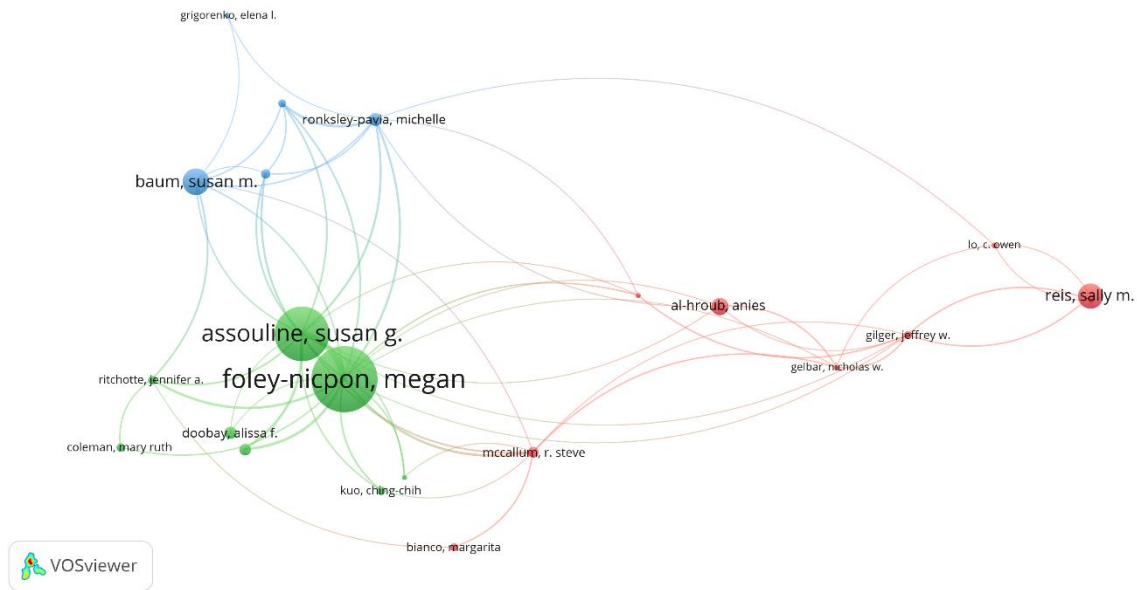 grigorenko, elena l.
ronksley-pavia, michelle
baum, susan m.
lo, c. owen
reis, sally m.
al-hroub, anies
assouline, susan g.
gilger, jeffrey w.
gelbar, nicholas w.
foley-nicpon, megan
ritchotte, jennifer a.
doobay, alissa f.
coleman, mary ruth
mccallum, r. steve
kuo, ching-chih
bianco, margarita
VOSviewer